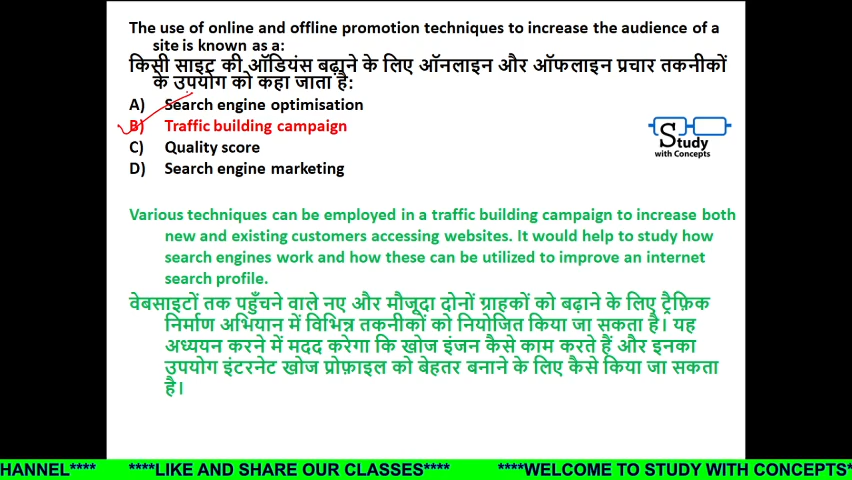 The use of online and offline promotion techniques to increase the audience of a
site is known as a:
किसी साइट की ऑडियंस बढ़ाने के लिए ऑनलाइन और ऑफलाइन प्रचार तकनीकों
के उपयोग को कहा जाता है:
A) Search engine optimisation
B) Traffic building campaign
C) Quality score
D) Search engine marketing
Study
with Concepts
Various techniques can be employed in a traffic building campaign to increase both
new and existing customers accessing websites. It would help to study how
search engines work and how these can be utilized to improve an internet
search profile.
वेबसाइटों तक पहुँचने वाले नए और मौजूदा दोनों ग्राहकों को बढ़ाने के लिए ट्रैफ़िक
निर्माण अभियान में विभिन्न तकनीकों को नियोजित किया जा सकता है। यह
अध्ययन करने में मदद करेगा कि खोज इंजन कैसे काम करते हैं और इनका
उपयोग इंटरनेट खोज प्रोफ़ाइल को बेहतर बनाने के लिए कैसे किया जा सकता
है।
HANNEL**** ****LIKE AND SHARE OUR CLASSES**** ****WELCOME TO STUDY WITH CONCEPTS*